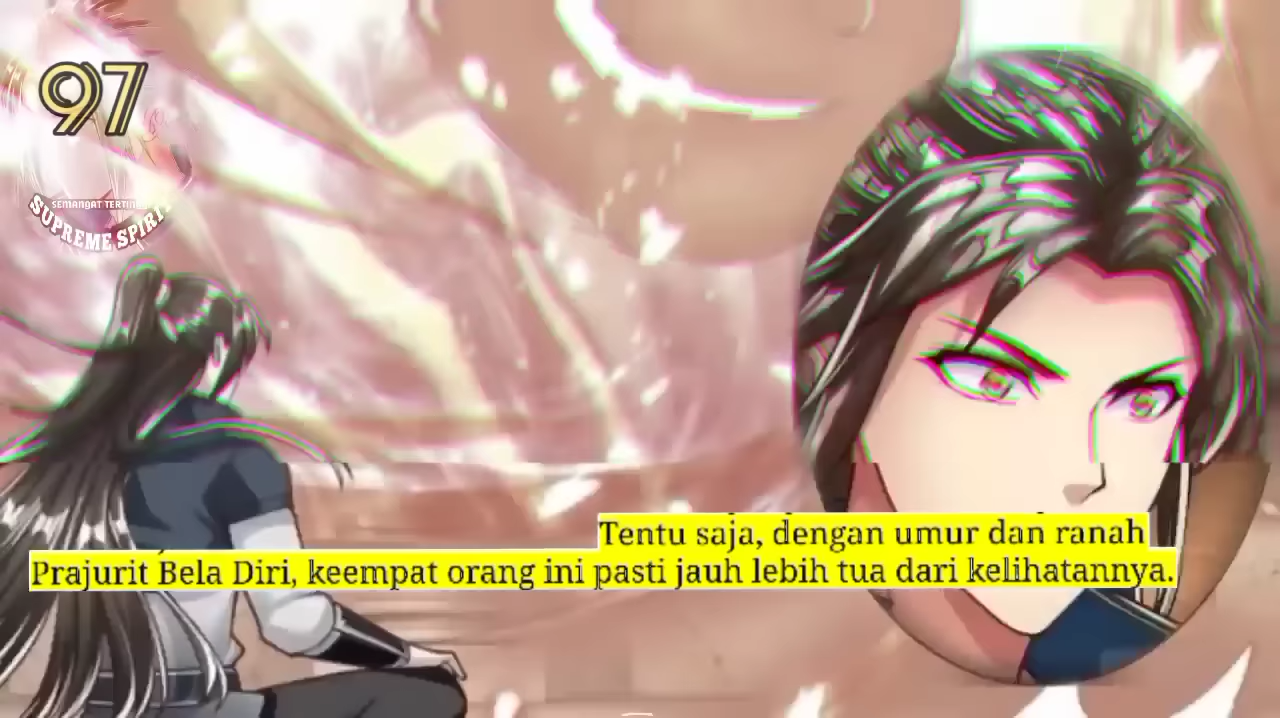 97
SEMANGAT TERTIN
SUPREME SPIRIT
Tentu saja, dengan umur dan ranah
Prajurit Bela Diri, keempat orang ini pasti jauh lebih tua dari kelihatannya.